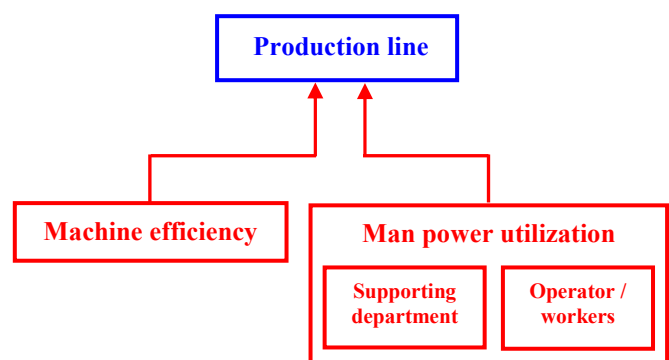 Production line
Machine efficiency
Man power utilization
Supporting
department
Operator /
workers